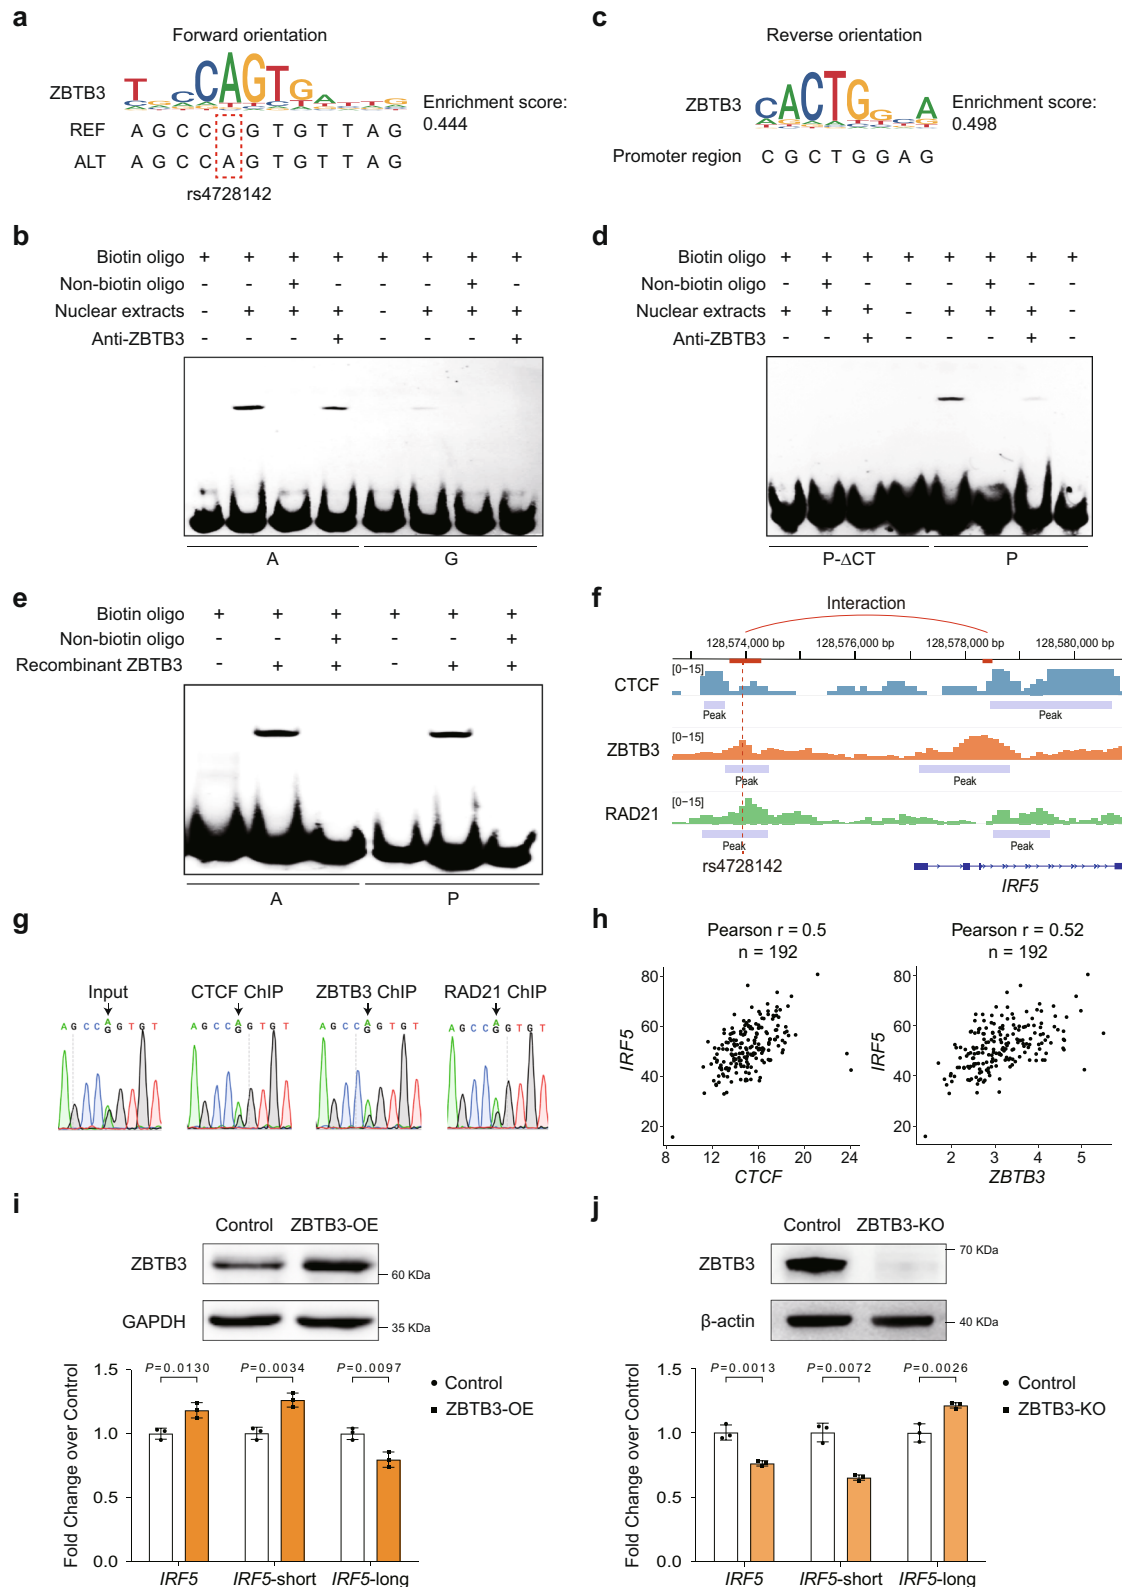 a
Forward orientation
ZBTB3
Enrichment score:
0.444
REF A G C C G G T G T T A G
ALT A G C C A G T G T T A G
rs4728142
c
Reverse orientation
ZBTB3
Enrichment score:
0.498
Promoter region C G C T G G A G
b
Biotin oligo + + + + + + + +
Non-biotin oligo - - + - - - + -
Nuclear extracts - + + + - + + +
Anti-ZBTB3 - - - + - - - +
A G
d
Biotin oligo + + + + + + + +
Non-biotin oligo - + - - - + - -
Nuclear extracts + + + - + + + -
Anti-ZBTB3 - - + - - - + -
P-ΔCT P
e
Biotin oligo + + + + + +
Non-biotin oligo - - + - - +
Recombinant ZBTB3 - + + - + +
A P
f
Interaction
128,574,000 bp 128,576,000 bp 128,578,000 bp 128,580,000 bp
[0-15]
CTCF
Peak Peak
ZBTB3
[0-15]
Peak Peak
RAD21
[0-15]
Peak Peak
rs4728142
IRF5
g
Input CTCF ChIP ZBTB3 ChIP RAD21 ChIP
A G C C A G T G T A G C C A G T G T A G C C A G T G T A G C C A G T G T
G G G G
h
Pearson r = 0.5
n = 192
80
60
40
20
IRF5
8 12 16 20 24
CTCF
Pearson r = 0.52
n = 192
80
60
40
20
IRF5
2 3 4 5
ZBTB3
i
Control ZBTB3-OE
ZBTB3
60 KDa
GAPDH
35 KDa
P=0.0130 P=0.0034 P=0.0097
Fold Change over Control
1.5
1.0
0.5
0.0
Control
ZBTB3-OE
IRF5 IRF5-short IRF5-long
j
Control ZBTB3-KO
ZBTB3
70 KDa
β-actin
40 KDa
P=0.0013 P=0.0072 P=0.0026
Fold Change over Control
1.5
1.0
0.5
0.0
Control
ZBTB3-KO
IRF5 IRF5-short IRF5-long